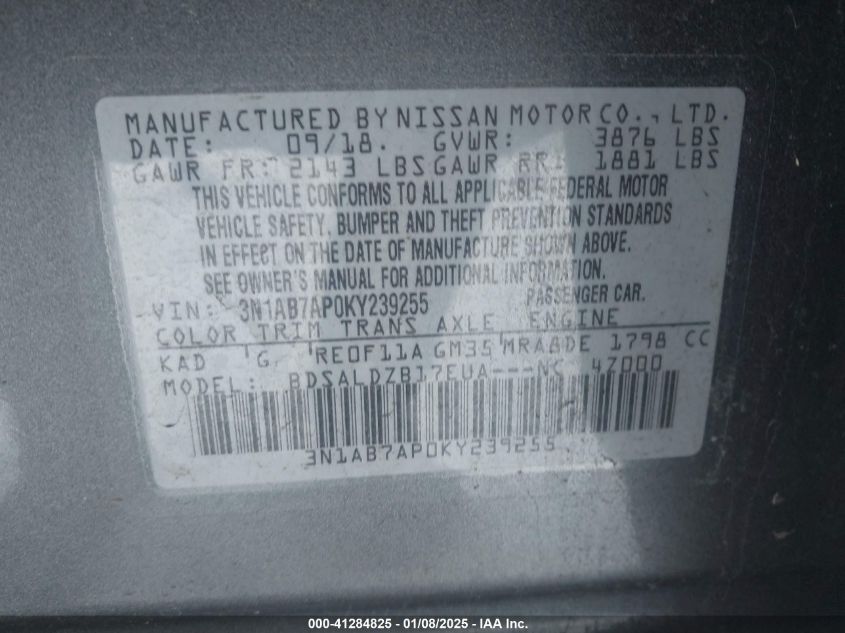 MANUFACTURED BY NISSAN MOTOR CO., LTD.
DATE: 09/18. GVWR: 3876 LBS
GAWR FR: 2143 LBS GAWR RR: 1881 LBS
THIS VEHICLE CONFORMS TO ALL APPLICABLE FEDERAL MOTOR
VEHICLE SAFETY, BUMPER AND THEFT PREVENTION STANDARDS
IN EFFECT ON THE DATE OF MANUFACTURE SHOWN ABOVE.
SEE OWNER'S MANUAL FOR ADDITIONAL INFORMATION.
VIN: 3N1AB7AP0KY239255 PASSENGER CAR.
COLOR TRIM TRANS AXLE ENGINE
KAD G RE0F11A GM35 MRA8DE 1798 CC
MODEL: BDSALDZB17EUA---NC 4Z000
3N1AB7AP0KY239255
000-41284825 - 01/08/2025 - IAA Inc.